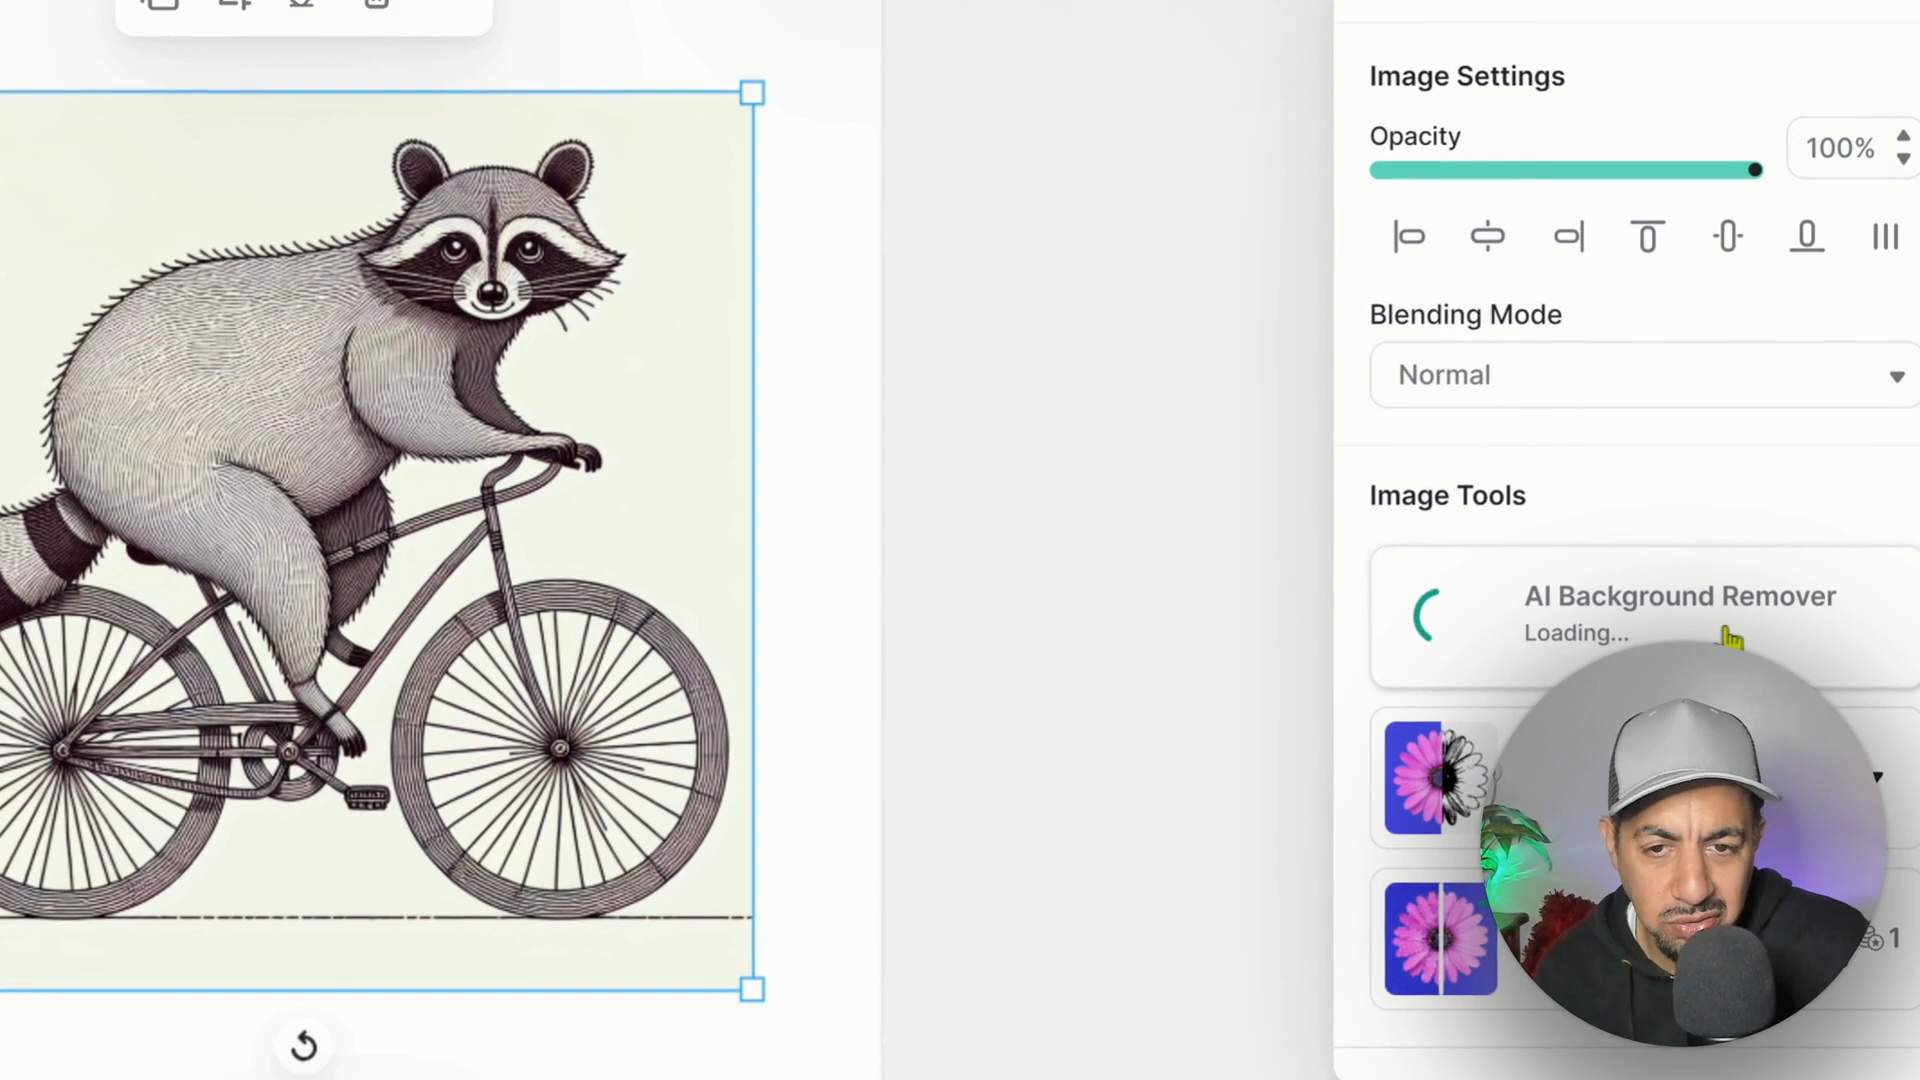 Image Settings
Opacity
100%
Blending Mode
Normal
Image Tools
AI Background Remover
Loading...
1